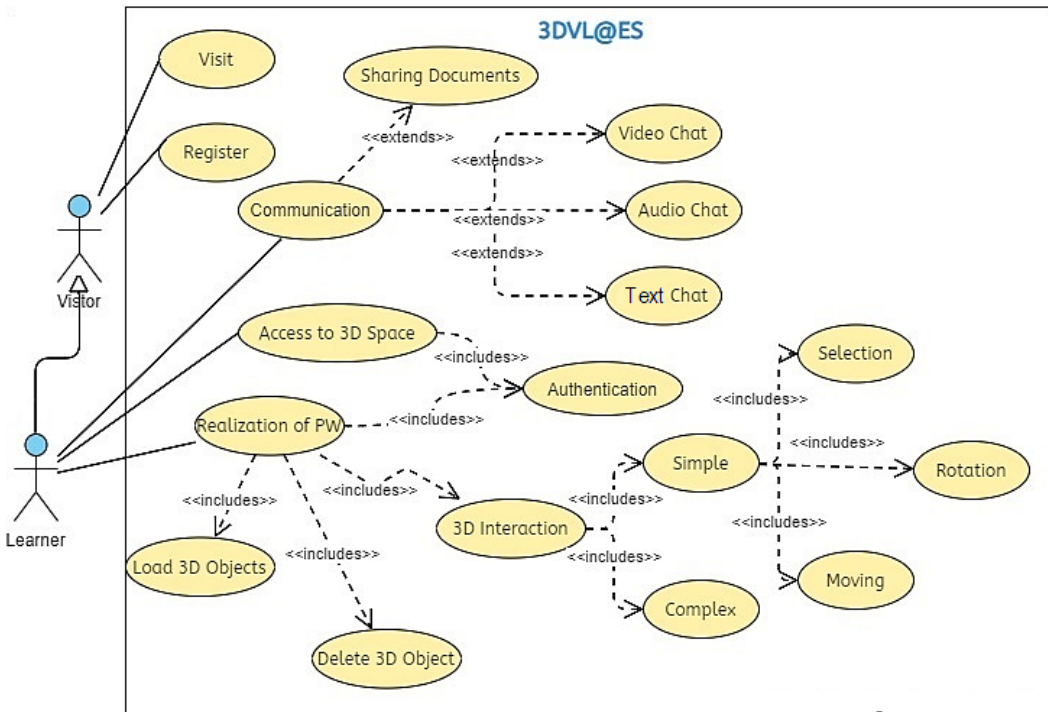 3DVL@ES
Visit
Sharing Documents
<<extends>>
Video Chat
Register
<<extends>>
Communication
Audio Chat
<<extends>>
<<extends>>
Vistor
Text Chat
Access to 3D Space
<<includes>>
Selection
Authentication
<<includes>>
Realization of PW
<<includes>>
<<includes>>
Simple
Rotation
<<includes>>
<<includes>>
<<includes>>
3D Interaction
<<includes>>
Learner
<<includes>>
<<includes>>
Load 3D Objects
Moving
Complex
Delete 3D Object